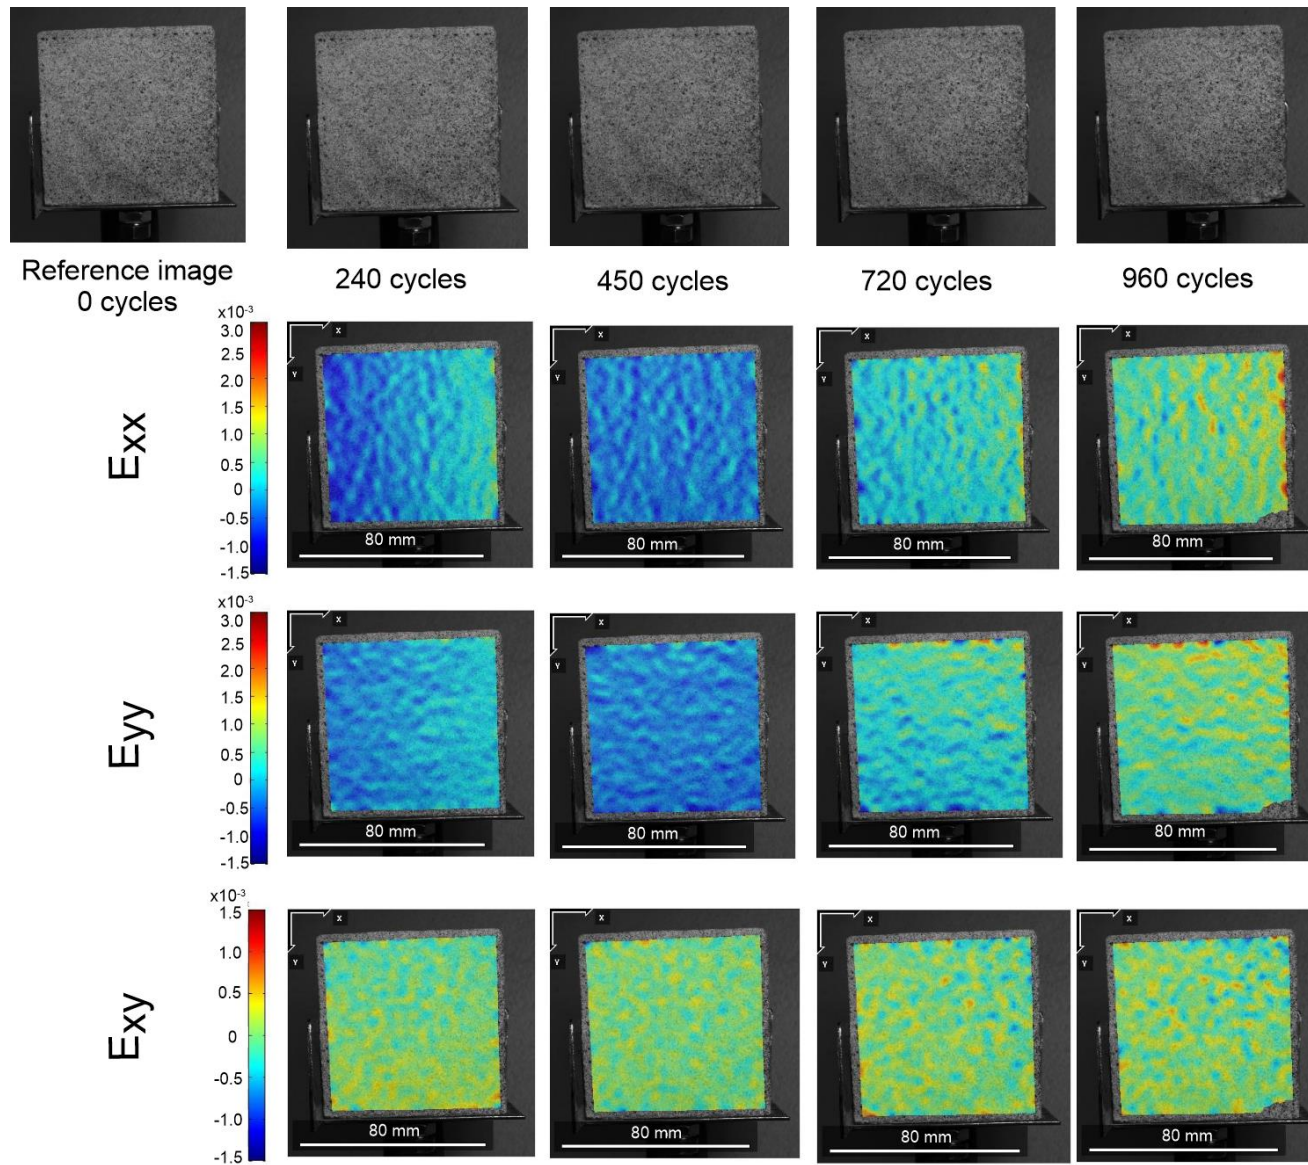 Reference image
0 cycles
240 cycles
450 cycles
720 cycles
960 cycles
Exx
x10-3
3.0
2.5
2.0
1.5
1.0
0.5
0
-0.5
-1.0
-1.5
X
Y
80 mm
X
Y
80 mm
X
Y
80 mm
X
Y
80 mm
Eyy
x10-3
3.0
2.5
2.0
1.5
1.0
0.5
0
-0.5
-1.0
-1.5
X
Y
80 mm
X
Y
80 mm
X
Y
80 mm
X
Y
80 mm
Exy
x10-3
1.5
1.0
0.5
0
-0.5
-1.0
-1.5
X
Y
80 mm
X
Y
80 mm
X
Y
80 mm
X
Y
80 mm